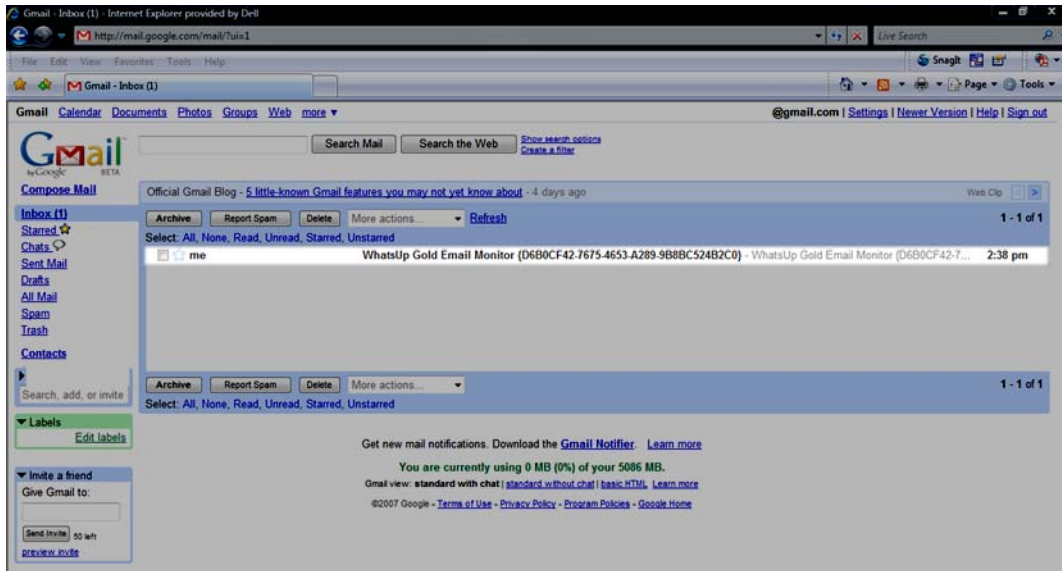 Gmail - Inbox (1) - Internet Explorer provided by Dell
http://mail.google.com/mail/?ui=1
Live Search
File Edit View Favorites Tools Help
SnagIt
Gmail - Inbox (1)
Page Tools
Gmail Calendar Documents Photos Groups Web more ▼
@gmail.com | Settings | Newer Version | Help | Sign out
Gmail
by Google BETA
Search Mail Search the Web
Show search options
Create a filter
Compose Mail
Official Gmail Blog - 5 little-known Gmail features you may not yet know about - 4 days ago
Web Clip < >
Inbox (1)
Starred
Chats
Sent Mail
Drafts
All Mail
Spam
Trash
Contacts
Search, add, or invite
Labels
Edit labels
Invite a friend
Give Gmail to:
Send Invite 50 left
preview invite
Archive Report Spam Delete More actions... Refresh
1 - 1 of 1
Select: All, None, Read, Unread, Starred, Unstarred
me WhatsUp Gold Email Monitor {D6B0CF42-7675-4653-A289-9B8BC524B2C0} - WhatsUp Gold Email Monitor {D6B0CF42-7... 2:38 pm
Archive Report Spam Delete More actions...
1 - 1 of 1
Select: All, None, Read, Unread, Starred, Unstarred
Get new mail notifications. Download the Gmail Notifier. Learn more
You are currently using 0 MB (0%) of your 5086 MB.
Gmail view: standard with chat | standard without chat | basic HTML Learn more
©2007 Google - Terms of Use - Privacy Policy - Program Policies - Google Home